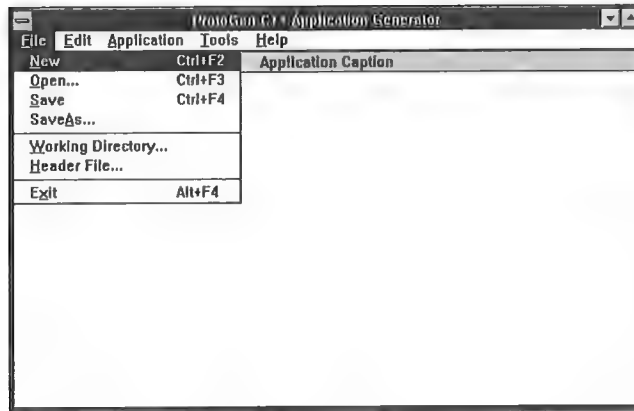 ProtoGen C++ Application Generator
File Edit Application Tools Help
New Ctrl+F2 Application Caption
Open... Ctrl+F3
Save Ctrl+F4
SaveAs...
Working Directory...
Header File...
Exit Alt+F4